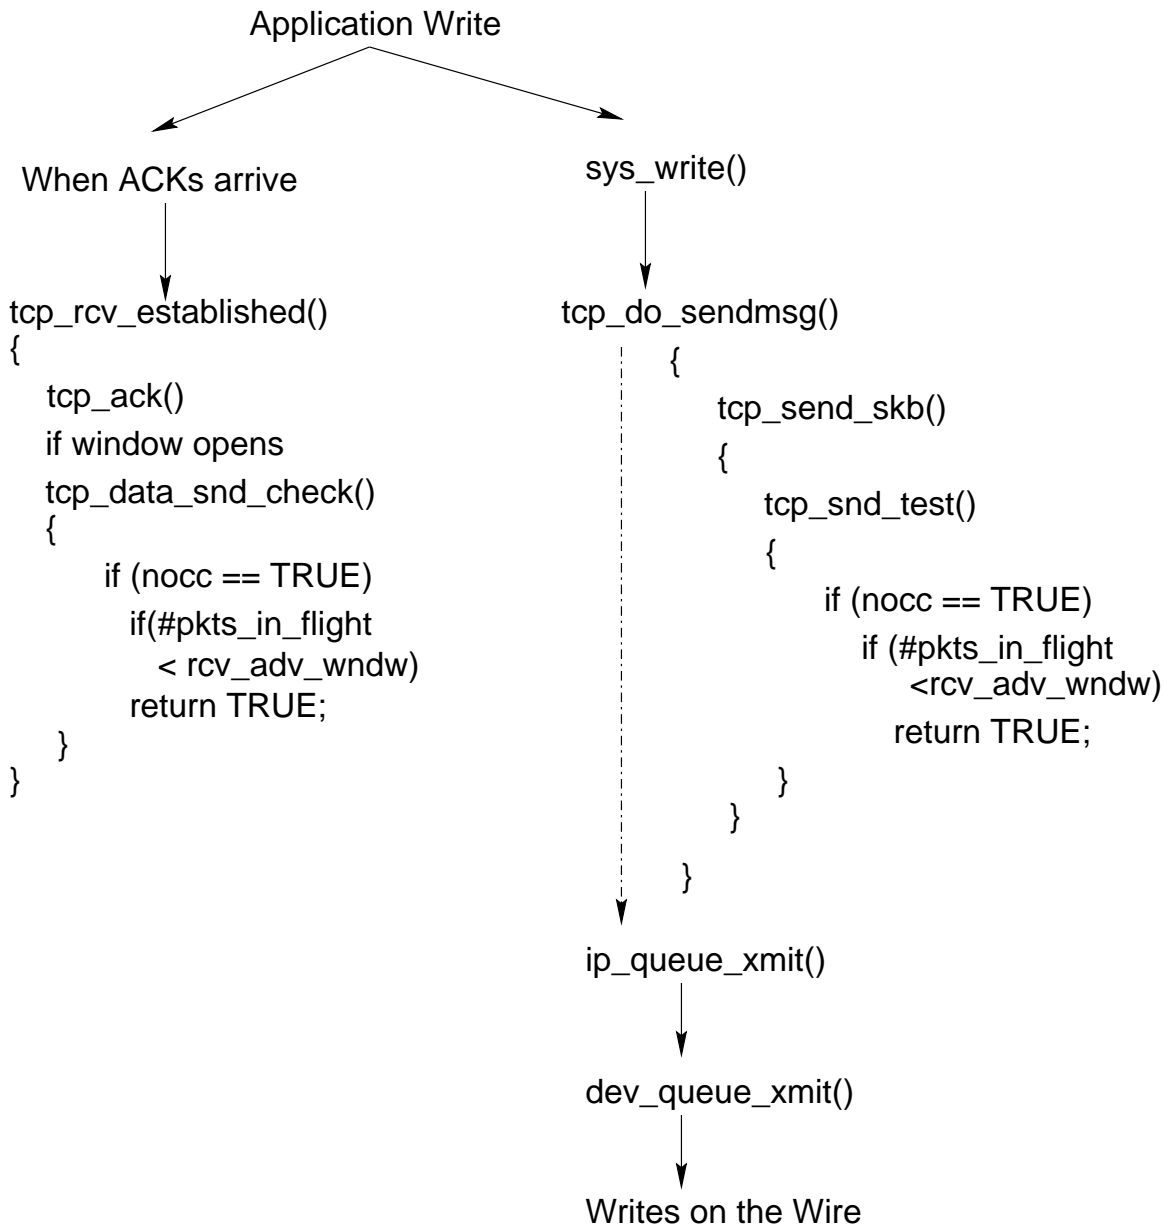 Application Write
When ACKs arrive
tcp_rcv_established()
{
tcp_ack()
if window opens
tcp_data_snd_check()
{
if (nocc == TRUE)
if(#pkts_in_flight
< rcv_adv_wndw)
return TRUE;
}
}
sys_write()
tcp_do_sendmsg()
{
tcp_send_skb()
{
tcp_snd_test()
{
if (nocc == TRUE)
if (#pkts_in_flight
<rcv_adv_wndw)
return TRUE;
}
}
}
ip_queue_xmit()
dev_queue_xmit()
Writes on the Wire